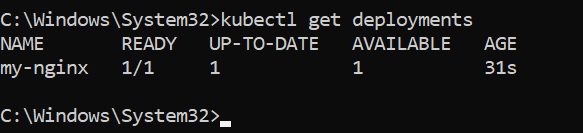 C:\Windows\System32>kubectl get deployments
NAME       READY   UP-TO-DATE   AVAILABLE   AGE
my-nginx   1/1     1            1           31s
C:\Windows\System32>